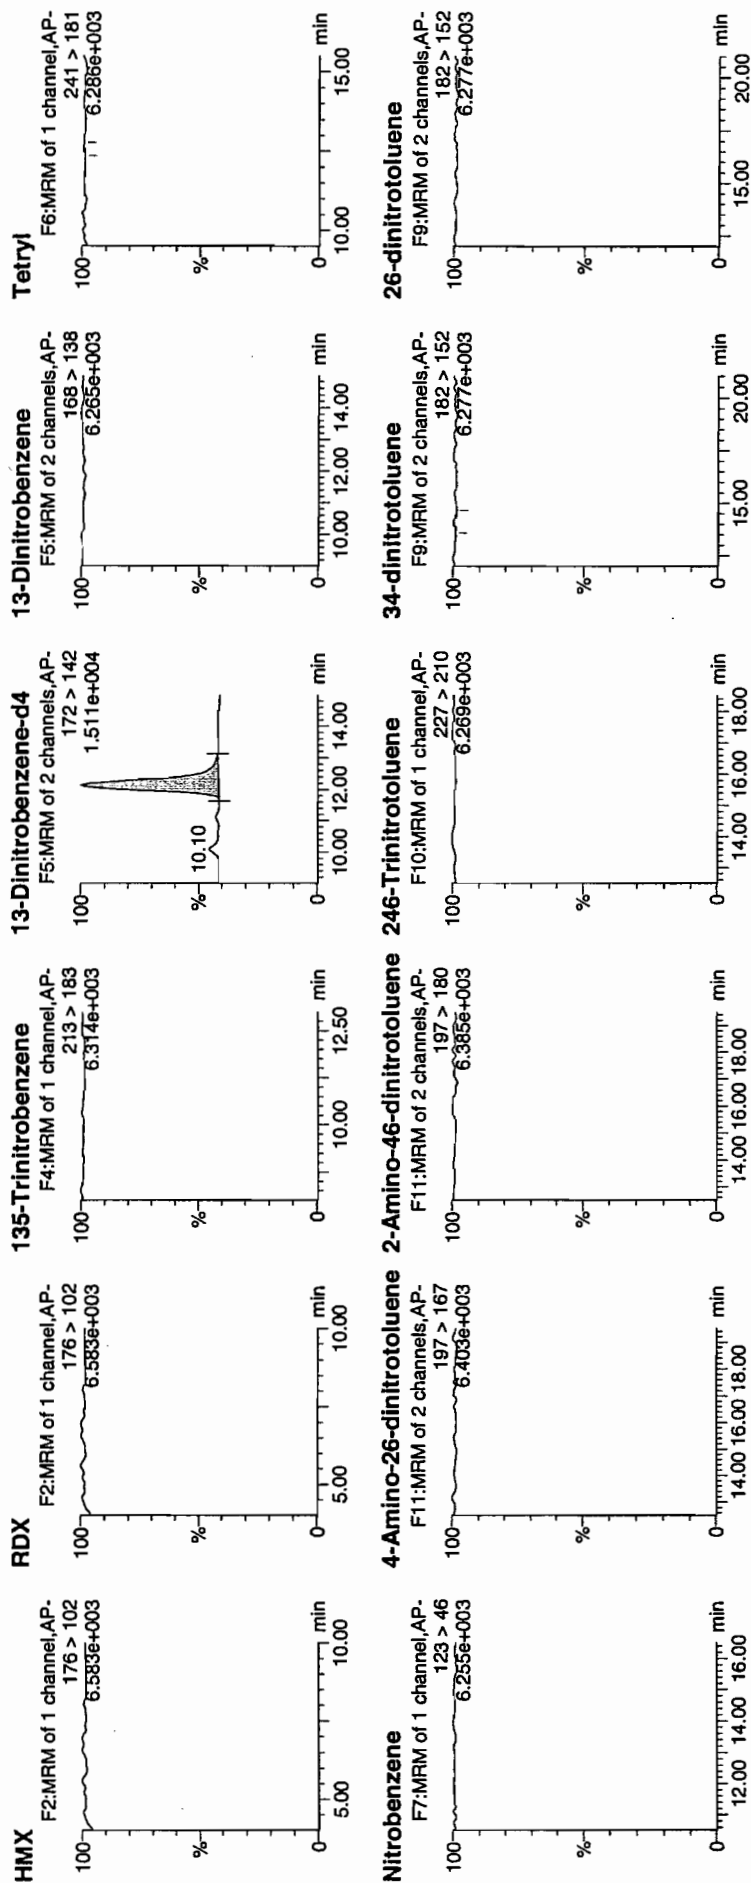 HMX
F2:MRM of 1 channel,AP-
176 > 102
6.583e+003
100
%
0
5.00 10.00 min
RDX
F2:MRM of 1 channel,AP-
176 > 102
6.583e+003
100
%
0
5.00 10.00 min
135-Trinitrobenzene
F4:MRM of 1 channel,AP-
213 > 183
6.314e+003
100
%
0
10.00 12.50 min
13-Dinitrobenzene-d4
F5:MRM of 2 channels,AP-
172 > 142
1.511e+004
100
%
10.10
0
10.00 12.00 14.00 min
13-Dinitrobenzene
F5:MRM of 2 channels,AP-
168 > 138
6.265e+003
100
%
0
10.00 12.00 14.00 min
Tetryl
F6:MRM of 1 channel,AP-
241 > 181
6.286e+003
100
%
0
10.00 15.00 min
Nitrobenzene
F7:MRM of 1 channel,AP-
123 > 46
6.255e+003
100
%
0
12.00 14.00 16.00 min
4-Amino-26-dinitrotoluene
F11:MRM of 2 channels,AP-
197 > 167
6.403e+003
100
%
0
14.00 16.00 18.00 min
2-Amino-46-dinitrotoluene
F11:MRM of 2 channels,AP-
197 > 180
6.385e+003
100
%
0
14.00 16.00 18.00 min
246-Trinitrotoluene
F10:MRM of 1 channel,AP-
227 > 210
6.269e+003
100
%
0
14.00 16.00 18.00 min
34-dinitrotoluene
F9:MRM of 2 channels,AP-
182 > 152
6.277e+003
100
%
0
15.00 20.00 min
26-dinitrotoluene
F9:MRM of 2 channels,AP-
182 > 152
6.277e+003
100
%
0
15.00 20.00 min